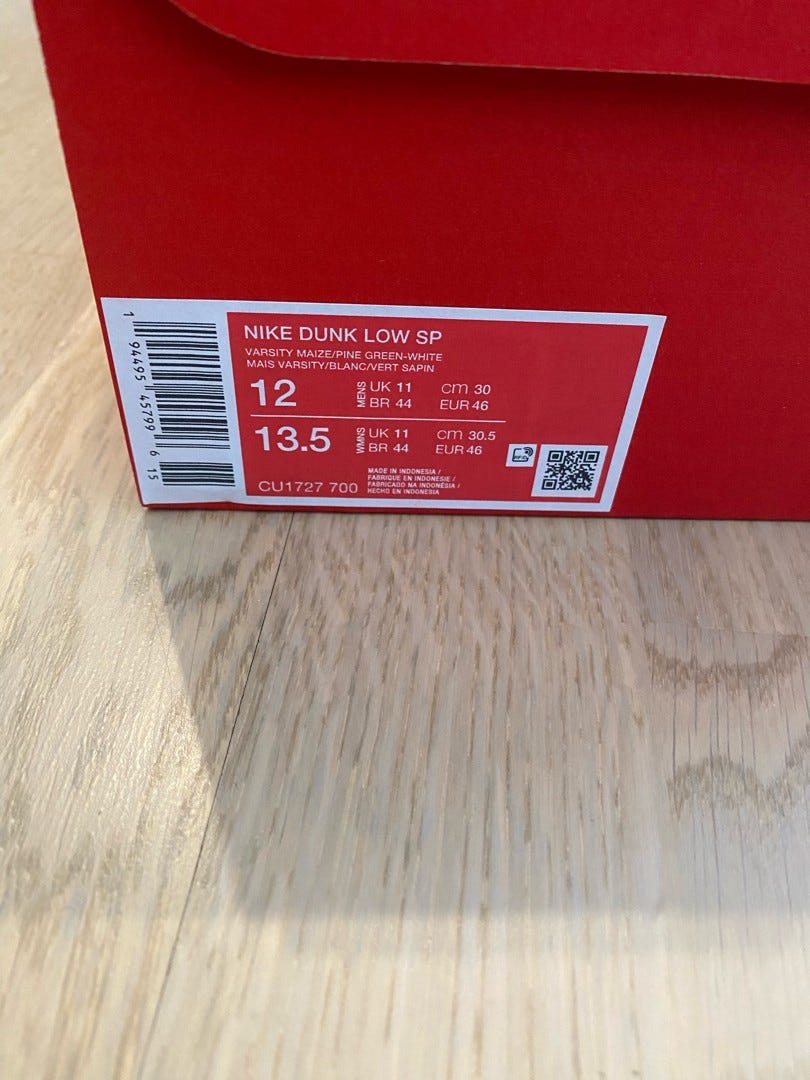 NIKE DUNK LOW SP
VARSITY MAIZE/PINE GREEN-WHITE
MAIS VARSITY/BLANC/VERT SAPIN
12 MENS UK 11 cm 30
BR 44 EUR 46
13.5 WMNS UK 11 cm 30.5
BR 44 EUR 46
CU1727 700
MADE IN INDONESIA /
FABRIQUE EN INDONESIE /
FABRICADO NA INDONÉSIA /
HECHO EN INDONESIA
1 94495 45799 6 15